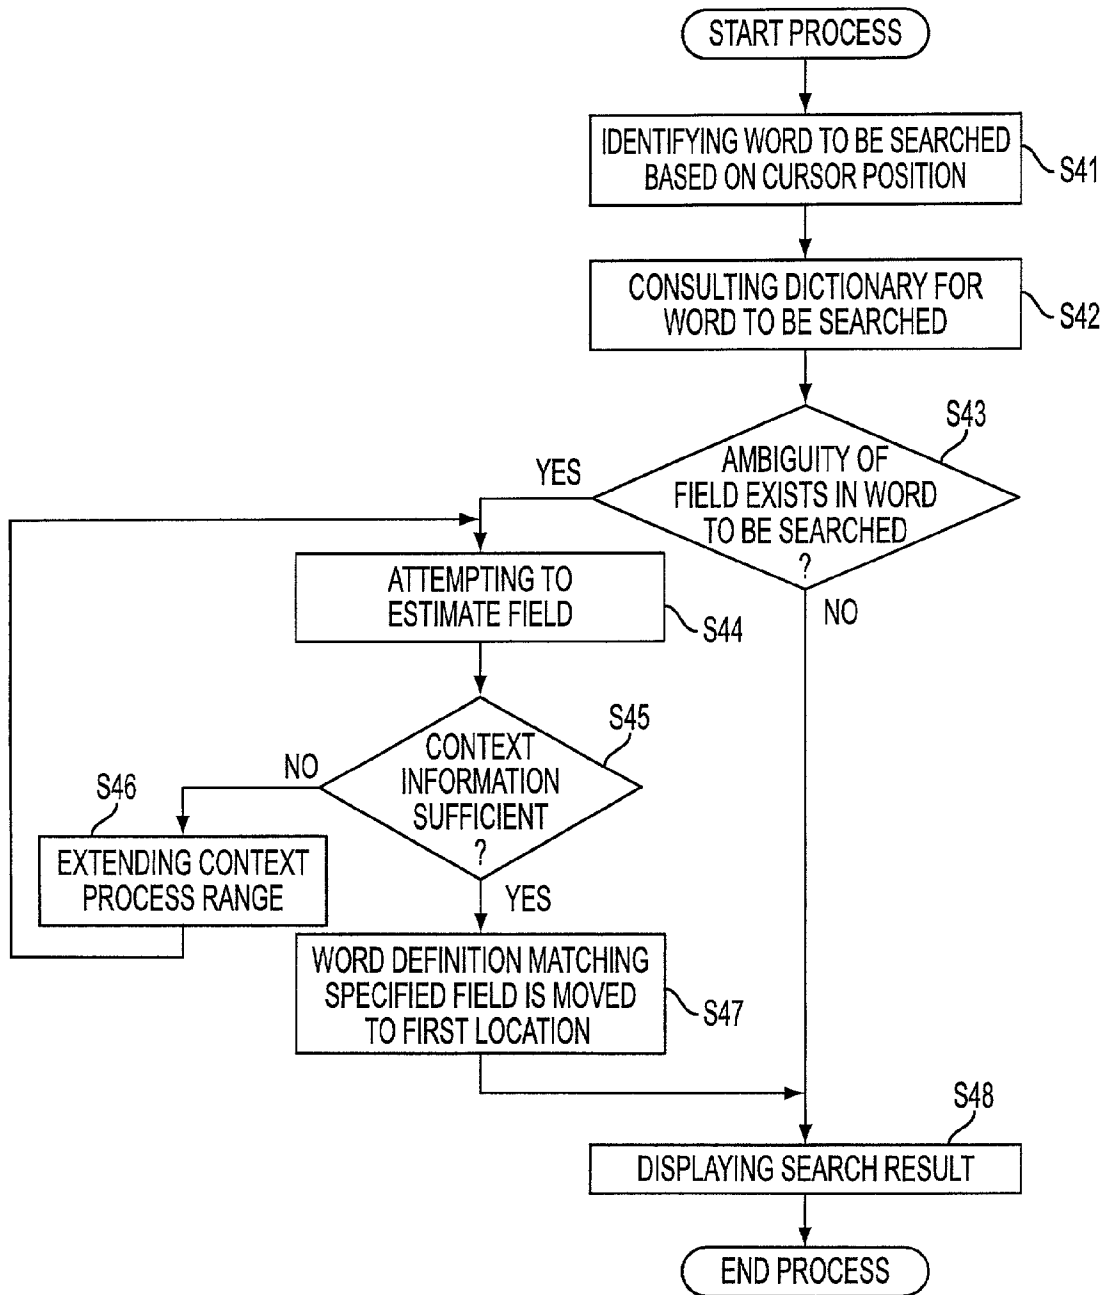 START PROCESS
IDENTIFYING WORD TO BE SEARCHED
BASED ON CURSOR POSITION
S41
CONSULTING DICTIONARY FOR
WORD TO BE SEARCHED
S42
S43
AMBIGUITY OF
FIELD EXISTS IN WORD
TO BE SEARCHED
?
YES
NO
ATTEMPTING TO
ESTIMATE FIELD
S44
S45
CONTEXT
INFORMATION
SUFFICIENT
?
NO
YES
S46
EXTENDING CONTEXT
PROCESS RANGE
WORD DEFINITION MATCHING
SPECIFIED FIELD IS MOVED
TO FIRST LOCATION
S47
S48
DISPLAYING SEARCH RESULT
END PROCESS